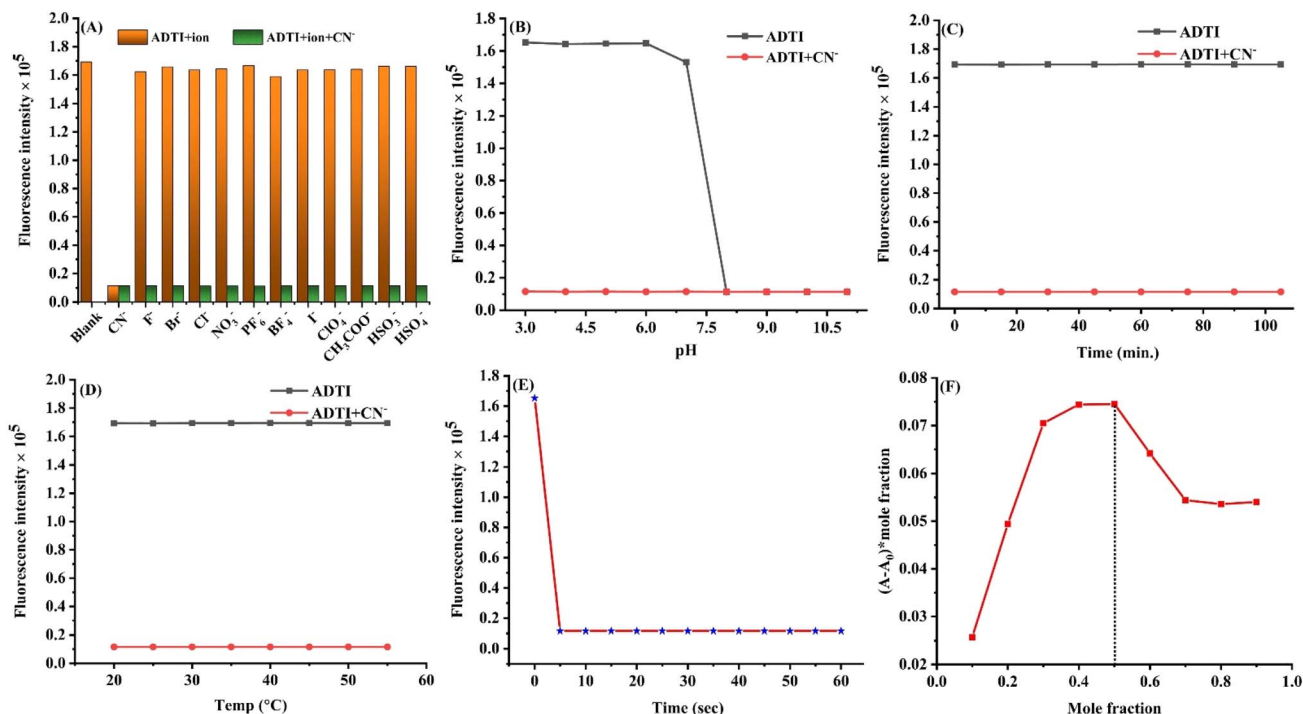 (A)
ADTI+ion
ADTI+ion+CN⁻
Fluorescence intensity × 10⁵
2.0
1.8
1.6
1.4
1.2
1.0
0.8
0.6
0.4
0.2
0.0
Blank
CN⁻
F⁻
Br⁻
Cl⁻
NO₃⁻
PF₆⁻
BF₄⁻
I⁻
ClO₄⁻
CH₃COO⁻
HSO₃⁻
HSO₄⁻
(B)
ADTI
ADTI+CN⁻
Fluorescence intensity × 10⁵
1.8
1.6
1.4
1.2
1.0
0.8
0.6
0.4
0.2
0.0
3.0 4.5 6.0 7.5 9.0 10.5
pH
(C)
ADTI
ADTI+CN⁻
Fluorescence intensity × 10⁵
2.0
1.8
1.6
1.4
1.2
1.0
0.8
0.6
0.4
0.2
0.0
0 20 40 60 80 100
Time (min.)
(D)
ADTI
ADTI+CN⁻
Fluorescence intensity × 10⁵
2.0
1.8
1.6
1.4
1.2
1.0
0.8
0.6
0.4
0.2
0.0
20 30 40 50 60
Temp (°C)
(E)
Fluorescence intensity × 10⁵
1.8
1.6
1.4
1.2
1.0
0.8
0.6
0.4
0.2
0.0
0 10 20 30 40 50 60
Time (sec)
(F)
(A-A₀)*mole fraction
0.08
0.07
0.06
0.05
0.04
0.03
0.02
0.0 0.2 0.4 0.6 0.8 1.0
Mole fraction